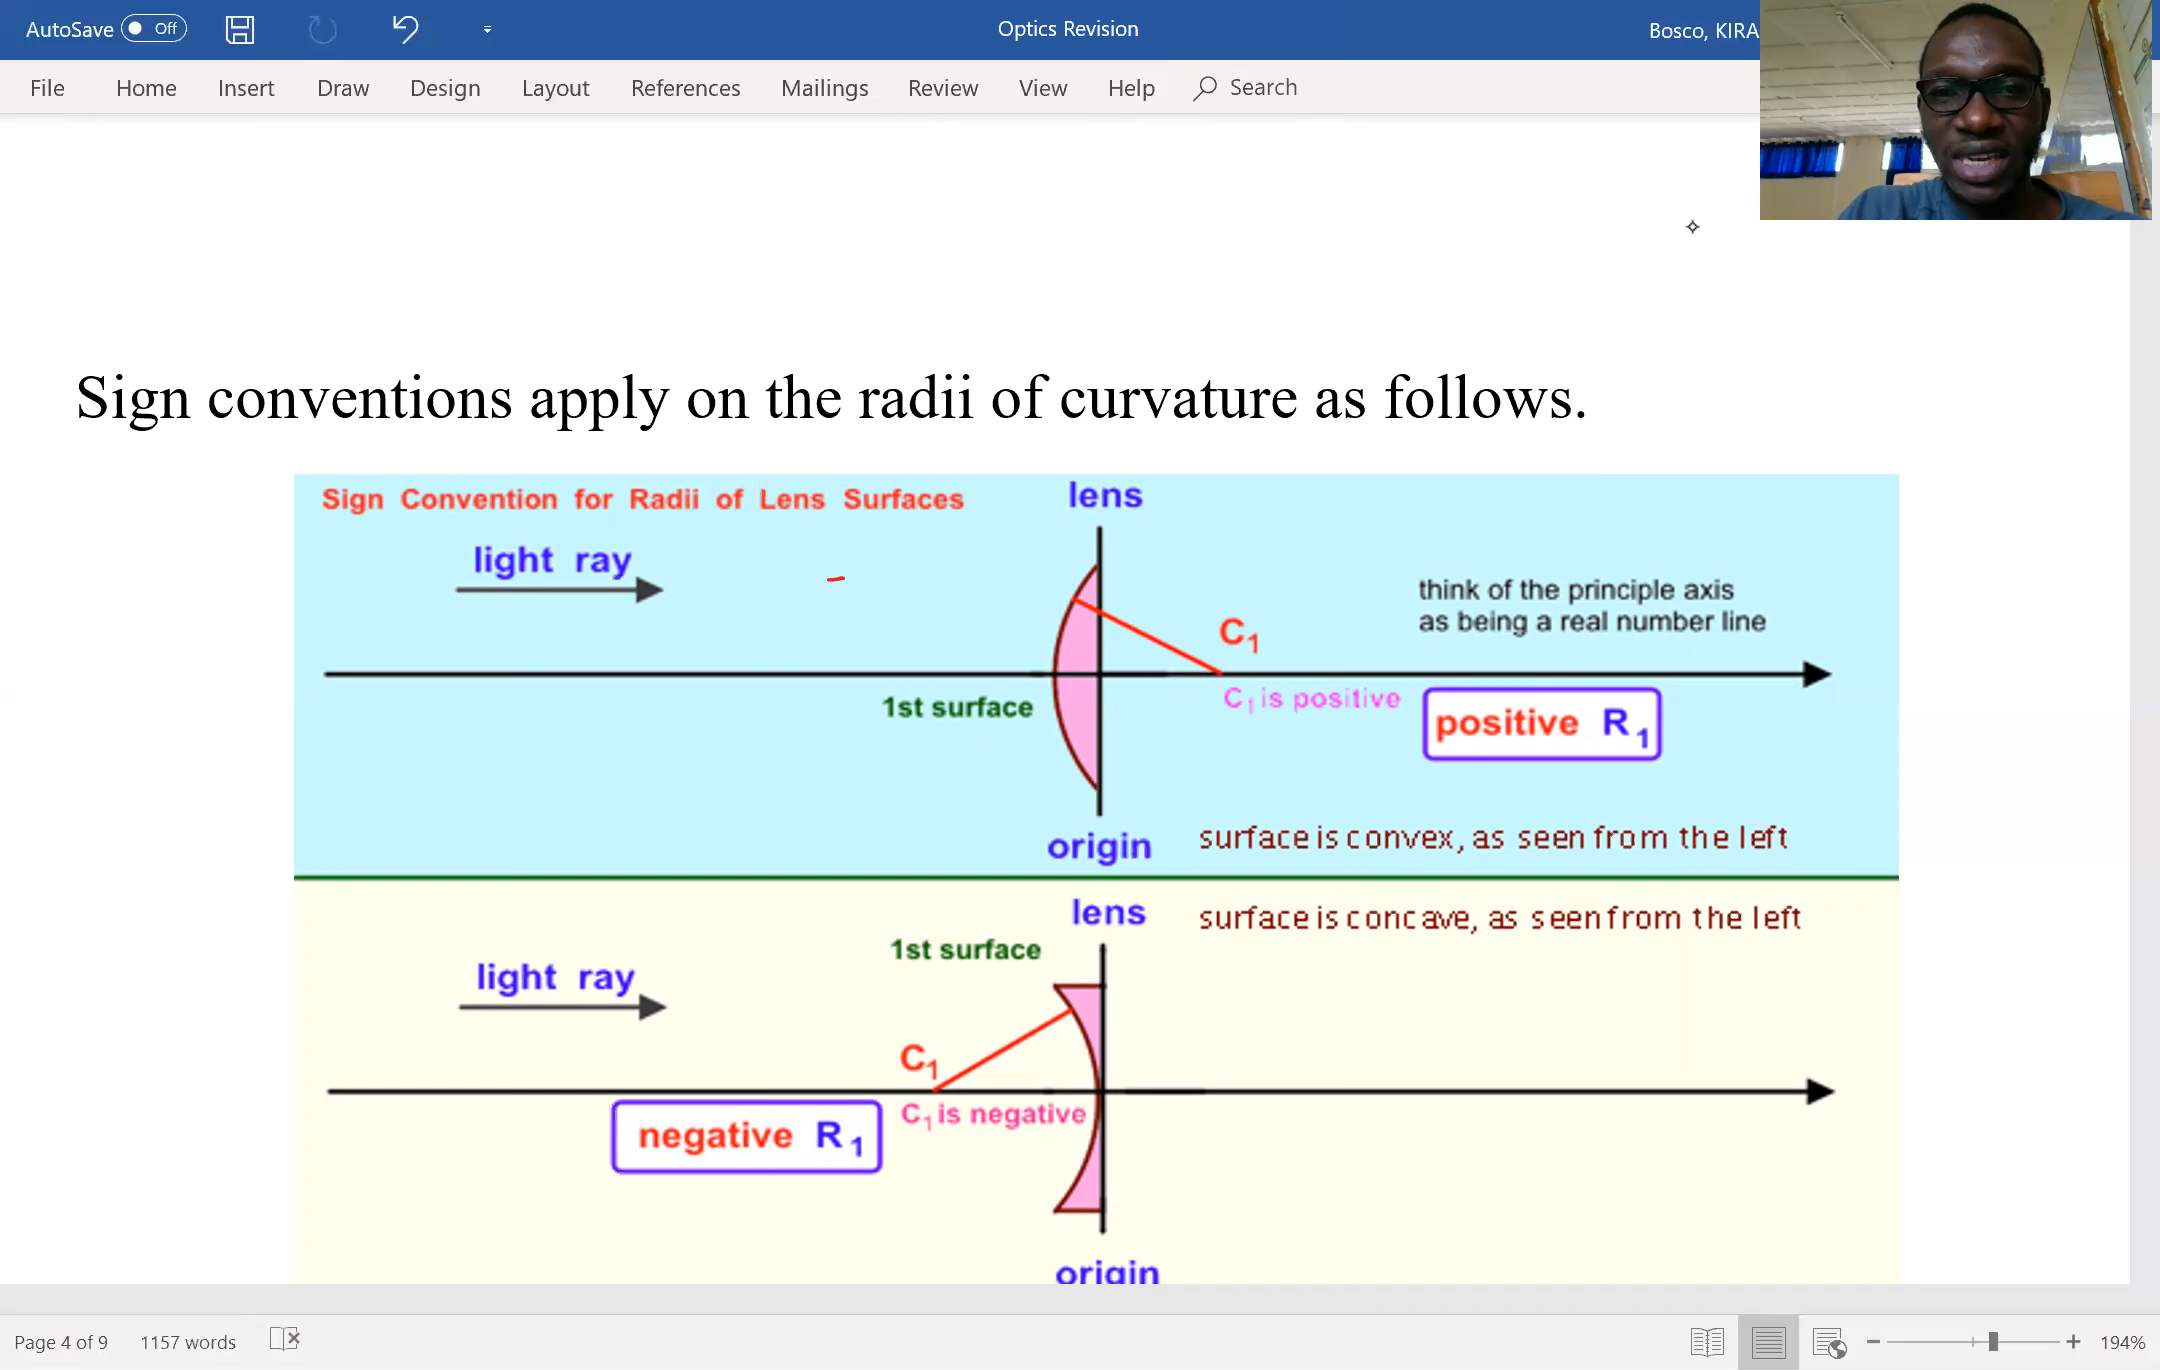 AutoSave Off
Optics Revision
Bosco, KIRA
File Home Insert Draw Design Layout References Mailings Review View Help Search
Sign conventions apply on the radii of curvature as follows.
Sign Convention for Radii of Lens Surfaces
lens
light ray
think of the principle axis
as being a real number line
C1
1st surface
C1 is positive
positive R1
origin
surface is convex, as seen from the left
lens
surface is concave, as seen from the left
1st surface
light ray
C1
C1 is negative
negative R1
origin
Page 4 of 9 1157 words
194%